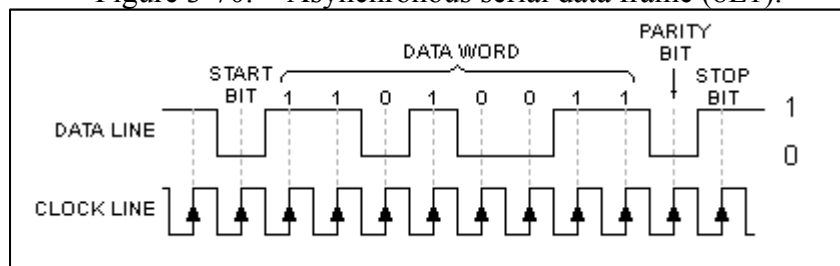 Figure 3-70. Asynchronous serial data frame (8E1).
PARITY
BIT
DATA WORD
START
BIT
STOP
BIT
1 1 0 1 0 0 1 1
1
DATA LINE
0
CLOCK LINE